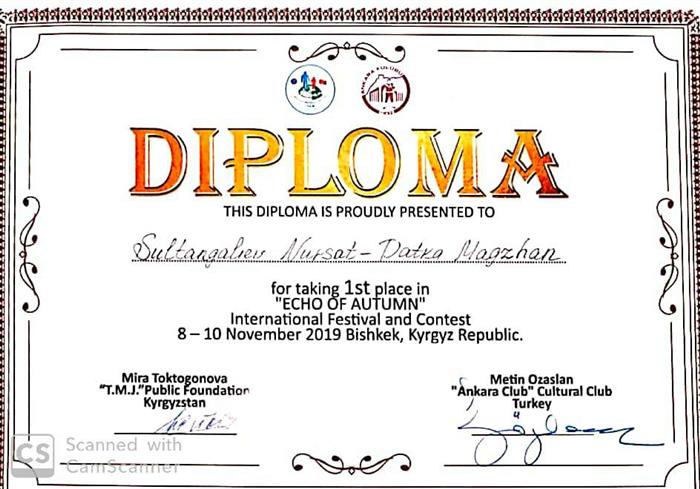 DIPLOMA
THIS DIPLOMA IS PROUDLY PRESENTED TO
Sultangaliev Nursat-Datka Magzhan
for taking 1st place in
"ECHO OF AUTUMN"
International Festival and Contest
8 – 10 November 2019 Bishkek, Kyrgyz Republic.
Mira Toktogonova
"T.M.J." Public Foundation
Kyrgyzstan
Metin Ozaslan
"Ankara Club" Cultural Club
Turkey
CS Scanned with
CamScanner